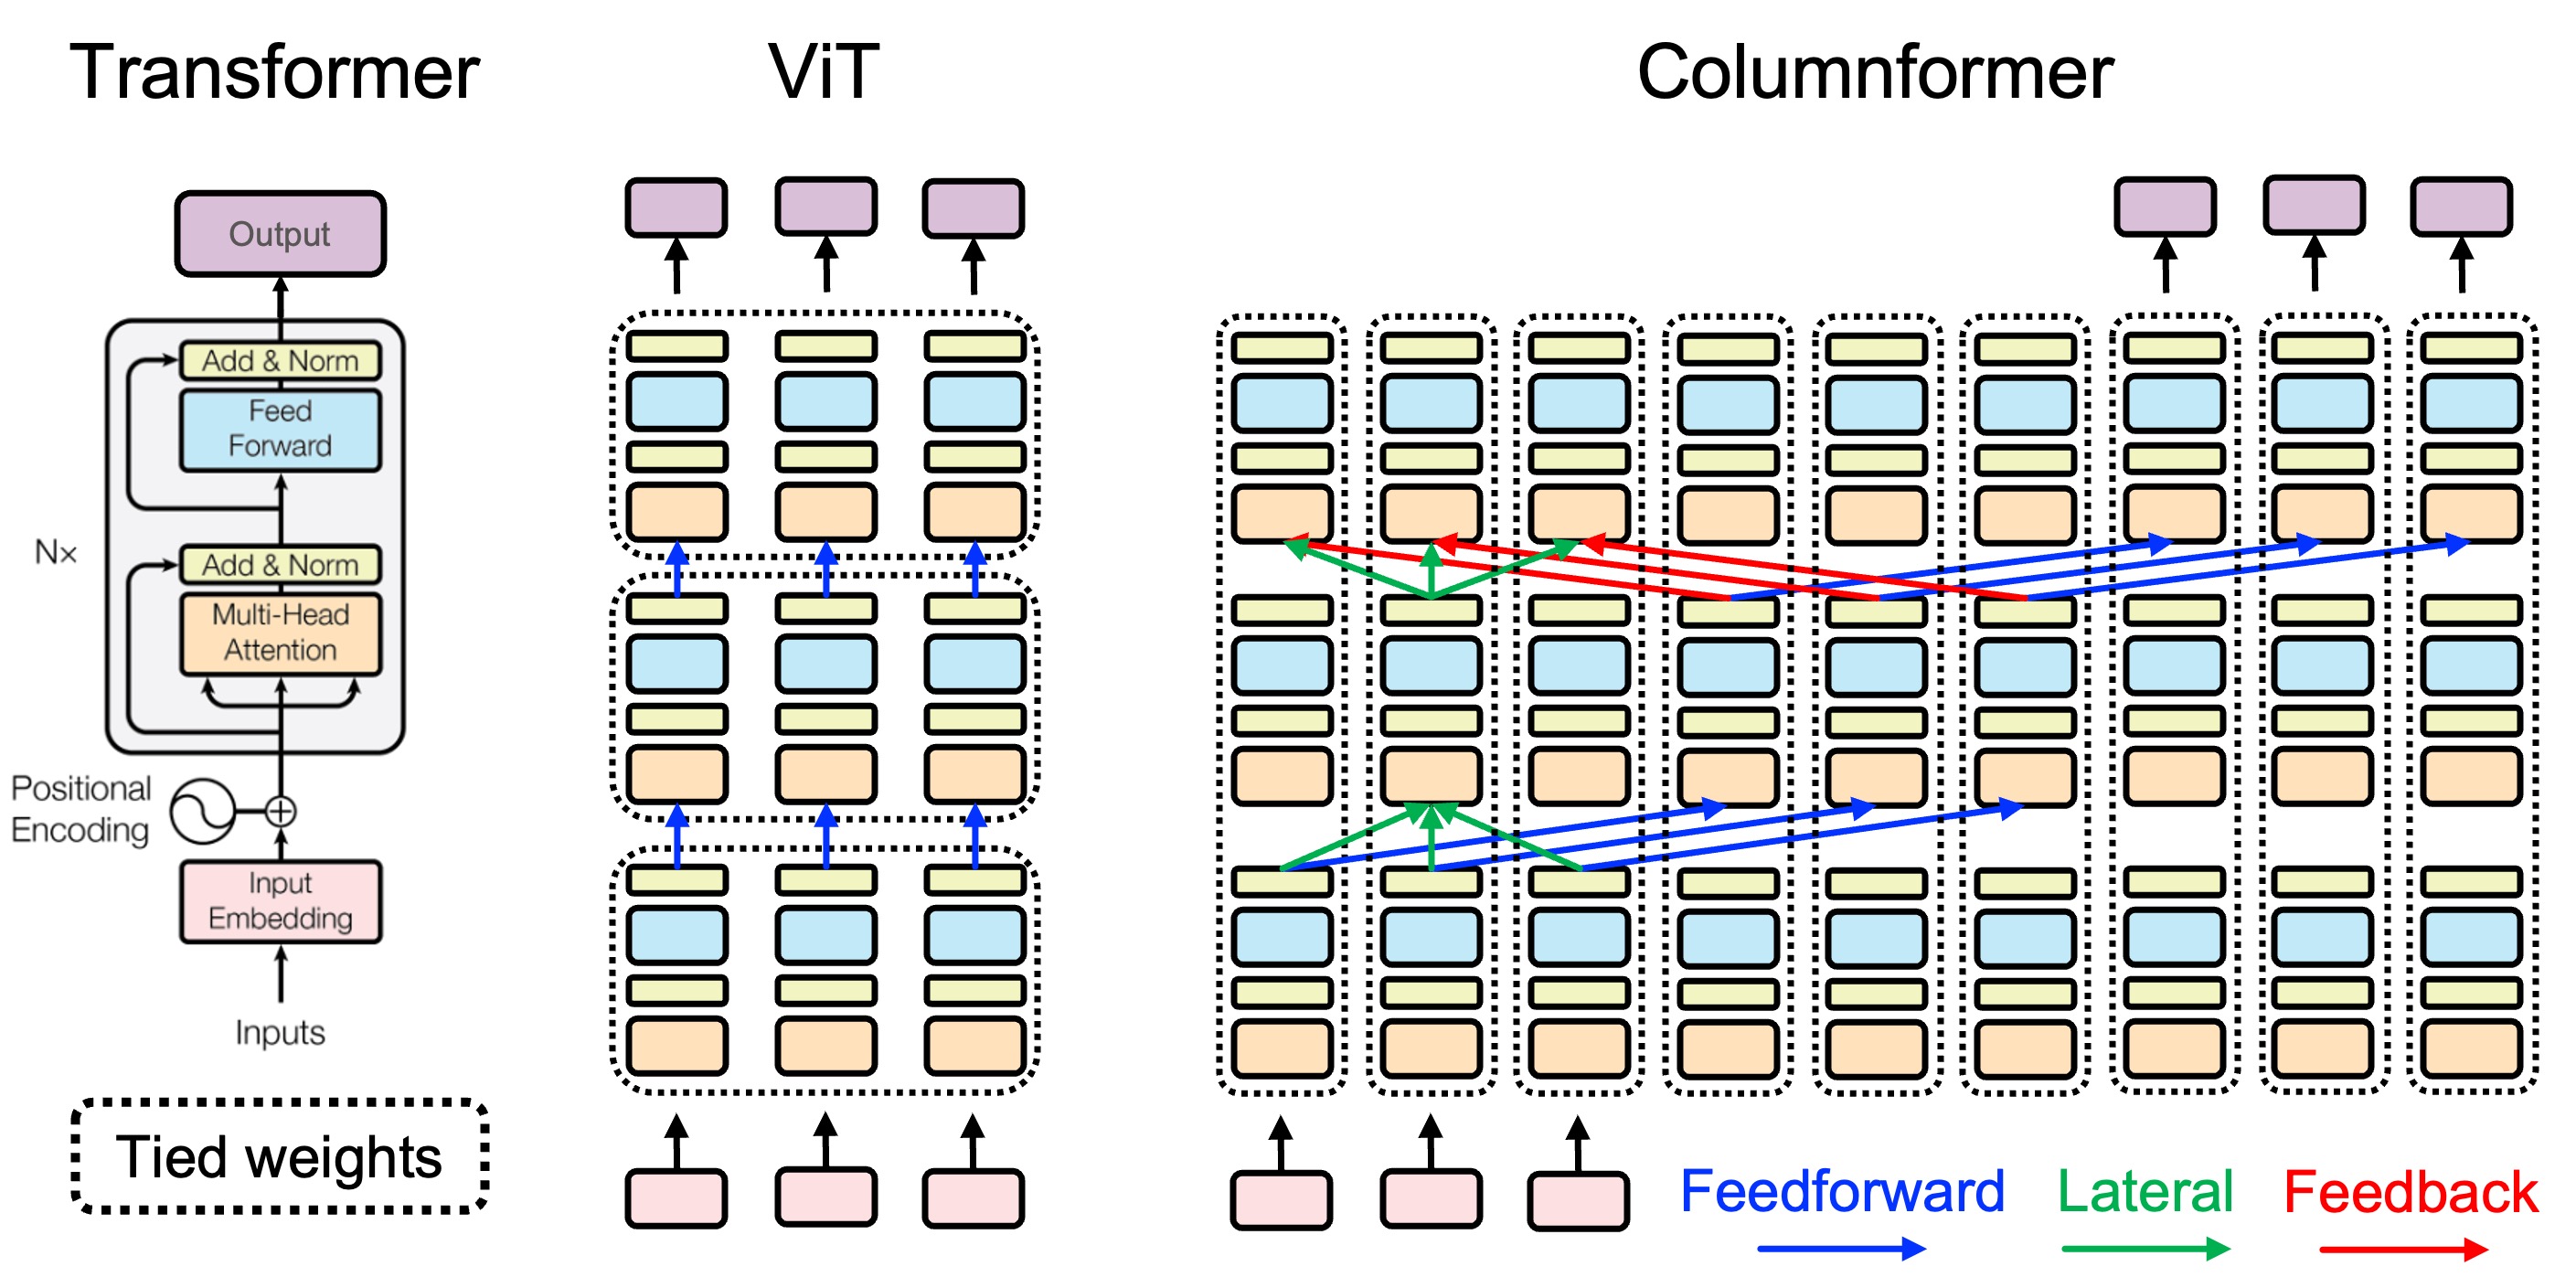 Transformer
ViT
Columnformer
Output
Add & Norm
Feed
Forward
Nx
Add & Norm
Multi-Head
Attention
Positional
Encoding
Input
Embedding
Inputs
Tied weights
Feedforward
Lateral
Feedback